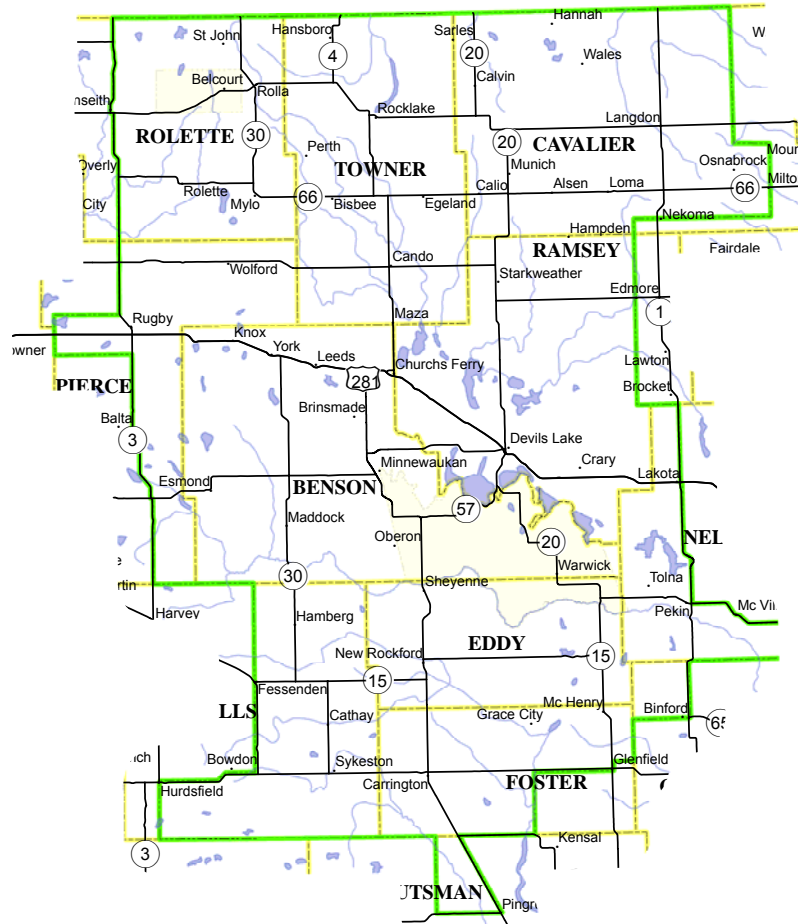 Hannah
Hansboro
St John
Sarles
W
4
20
Wales
Calvin
Belcourt
Rolla
nseith
Rocklake
Langdon
ROLETTE
30
CAVALIER
20
Perth
TOWNER
Munich
Osnabrock
Moun
Overly
Rolette
Calio
Alsen
Loma
66
Milto
City
Mylo
66
Bisbee
Egeland
Nekoma
Hampden
RAMSEY
Fairdale
Cando
Wolford
Starkweather
Edmore
Maza
1
Rugby
Knox
York
Leeds
owner
Churchs Ferry
Lawton
PIERCE
281
Brocket
Brinsmade
Balta
3
Devils Lake
Minnewaukan
Crary
Lakota
Esmond
BENSON
57
Maddock
Oberon
20
NEL
Warwick
rtin
30
Sheyenne
Tolna
Harvey
Hamberg
Pekin
Mc Vil
EDDY
New Rockford
15
15
Fessenden
LLS
Cathay
Grace City
Mc Henry
Binford
65
ich
Bowdon
Sykeston
Glenfield
Hurdsfield
Carrington
FOSTER
3
Kensal
UTSMAN
Pingr